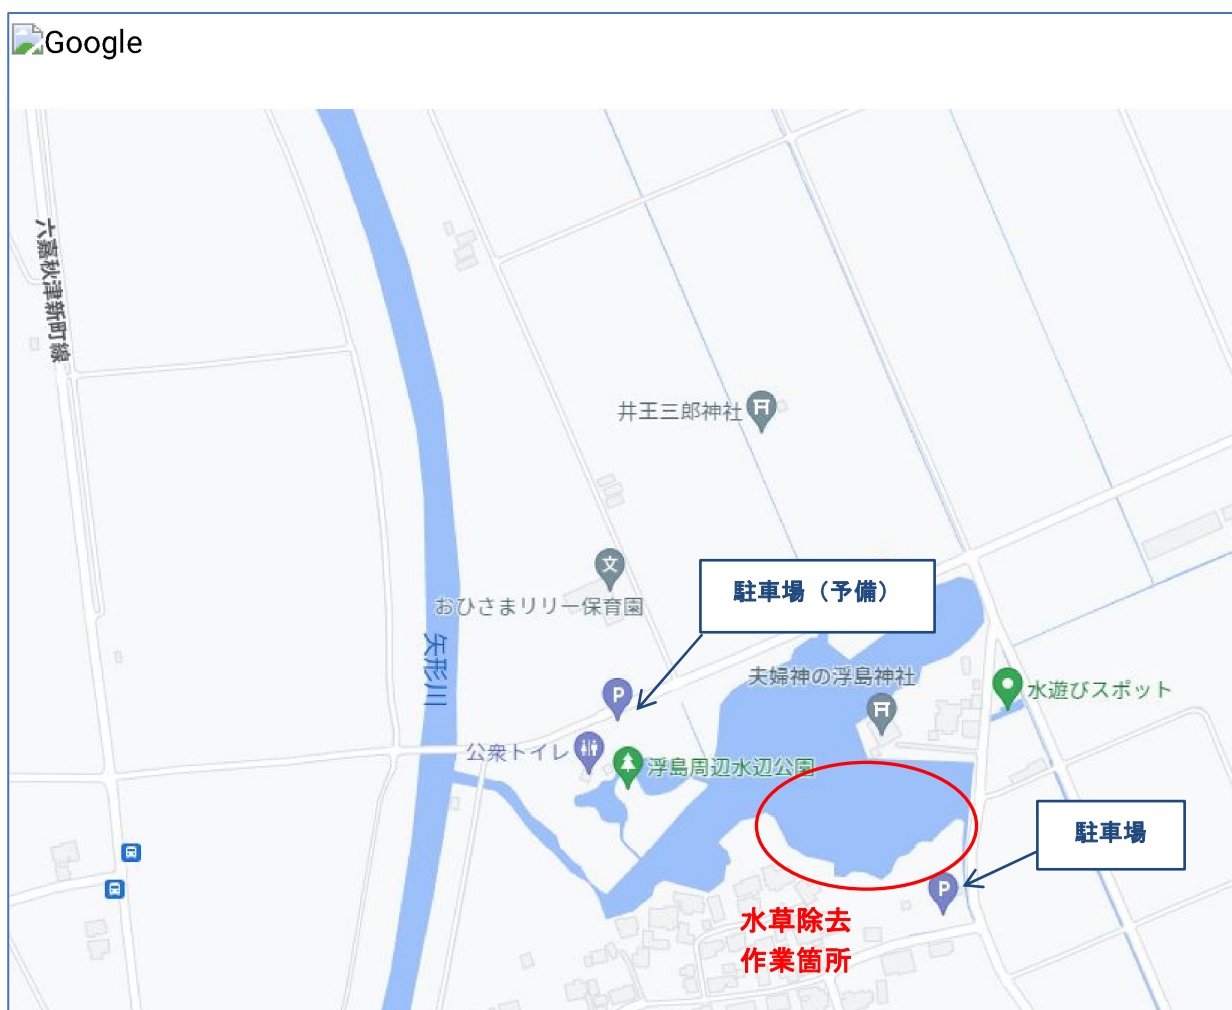 Google
六嘉秋津新町線
井王三郎神社
文
おひさまリリー保育園
駐車場（予備）
矢形川
夫婦神の浮島神社
P
水遊びスポット
公衆トイレ
浮島周辺水辺公園
駐車場
P
水草除去
作業箇所